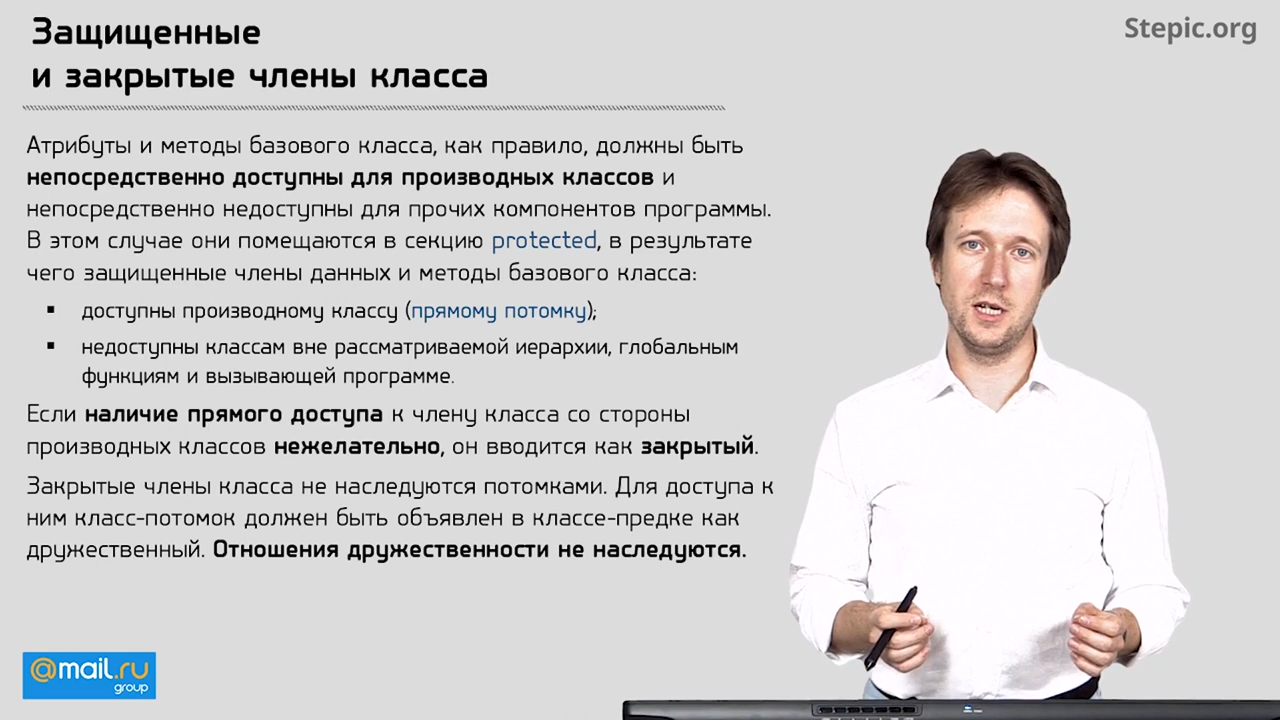 Защищенные
и закрытые члены класса
Stepic.org
Атрибуты и методы базового класса, как правило, должны быть
непосредственно доступны для производных классов и
непосредственно недоступны для прочих компонентов программы.
В этом случае они помещаются в секцию protected, в результате
чего защищенные члены данных и методы базового класса:
▪ доступны производному классу (прямому потомку);
▪ недоступны классам вне рассматриваемой иерархии, глобальным
функциям и вызывающей программе.
Если наличие прямого доступа к члену класса со стороны
производных классов нежелательно, он вводится как закрытый.
Закрытые члены класса не наследуются потомками. Для доступа к
ним класс-потомок должен быть объявлен в классе-предке как
дружественный. Отношения дружественности не наследуются.
@mail.ru
group